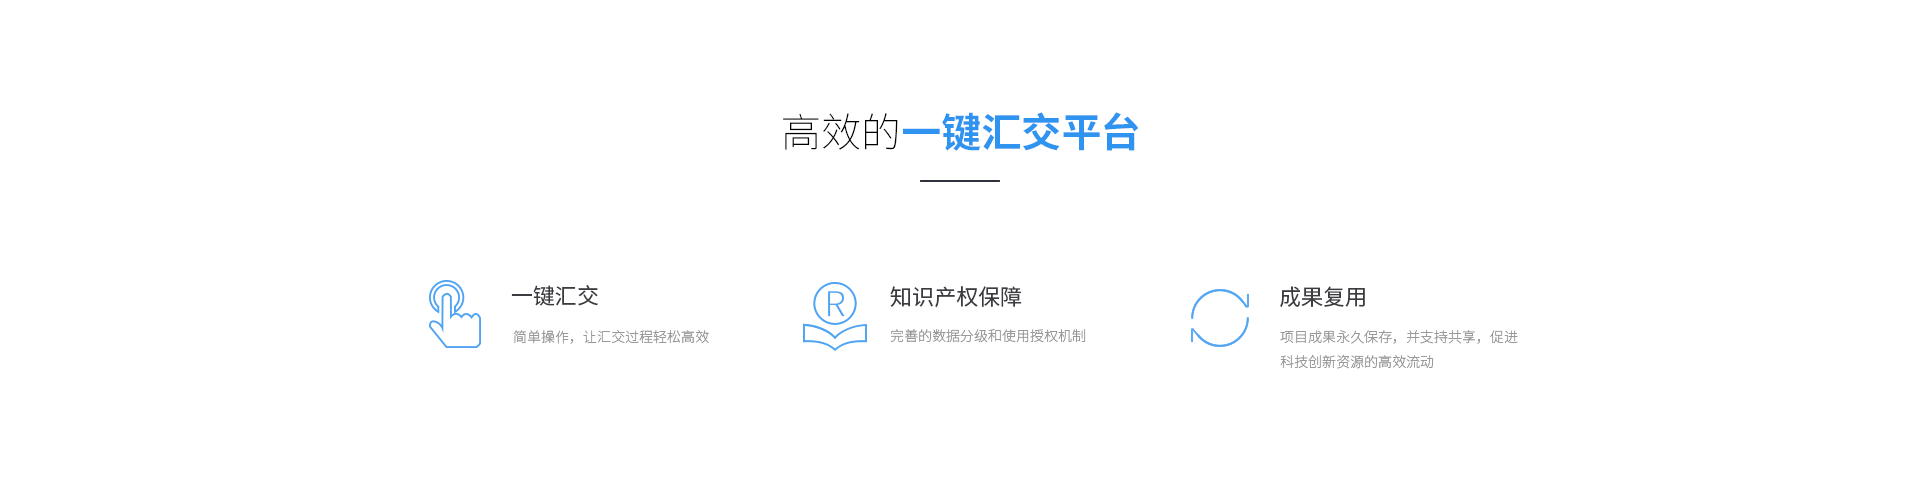 高效的一键汇交平台
一键汇交
简单操作，让汇交过程轻松高效
R
知识产权保障
完善的数据分级和使用授权机制
成果复用
项目成果永久保存，并支持共享，促进
科技创新资源的高效流动